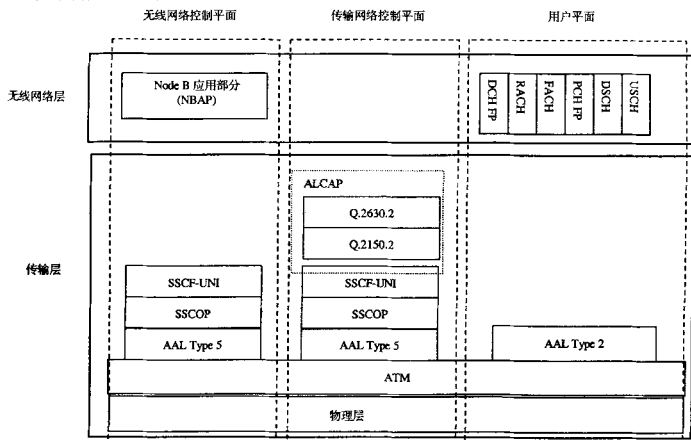 无线网络控制平面
传输网络控制平面
用户平面
无线网络层
Node B 应用部分
(NBAP)
DCH FP
RACH
FACH
PCH FP
DSCH
USCH
传输层
ALCAP
Q.2630.2
Q.2150.2
SSCF-UNI
SSCF-UNI
SSCOP
SSCOP
AAL Type 5
AAL Type 5
AAL Type 2
ATM
物理层